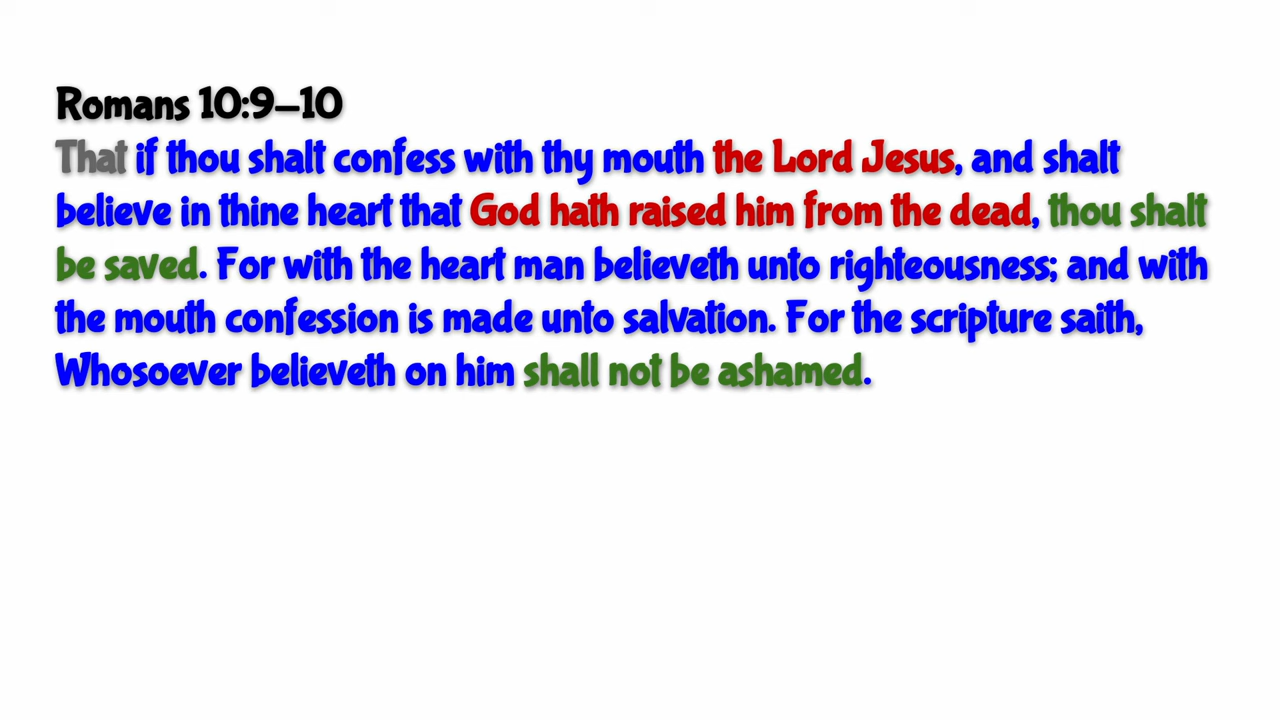 Romans 10:9–10
That if thou shalt confess with thy mouth the Lord Jesus, and shalt
believe in thine heart that God hath raised him from the dead, thou shalt
be saved. For with the heart man believeth unto righteousness; and with
the mouth confession is made unto salvation. For the scripture saith,
Whosoever believeth on him shall not be ashamed.